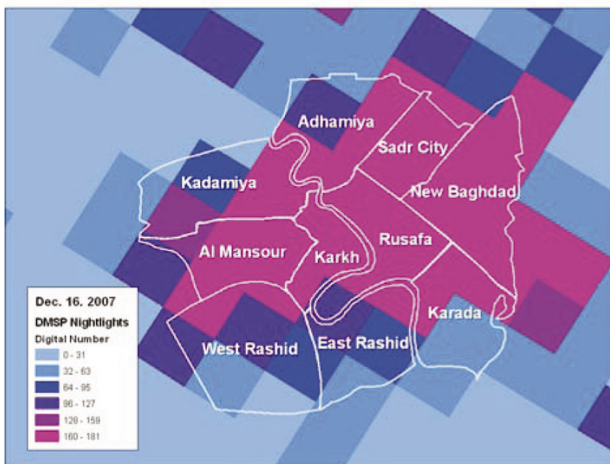 Adhamiya
Sadr City
Kadamiya
New Baghdad
Al Mansour
Karkh
Rusafa
Karada
West Rashid
East Rashid
Dec. 16. 2007
DMSP Nightlights
Digital Number
0 - 31
32 - 63
64 - 95
96 - 127
128 - 159
160 - 181